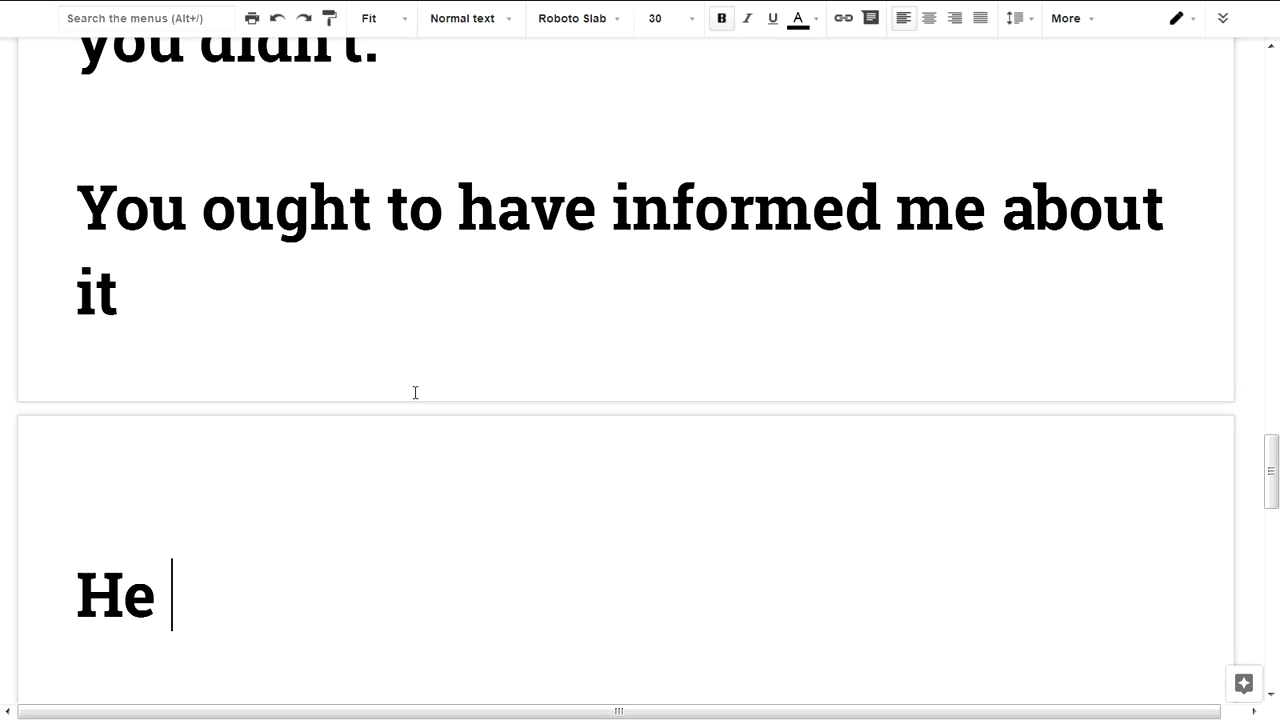 Search the menus (Alt+/) Fit Normal text Roboto Slab 30 B I U A More
you didn't.
You ought to have informed me about
it
He